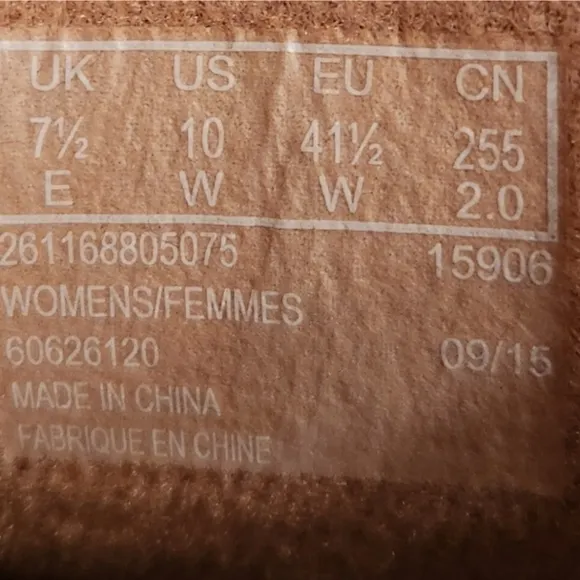 UK US EU CN
7½ 10 41½ 255
E W W 2.0
261168805075 15906
WOMENS/FEMMES
60626120 09/15
MADE IN CHINA
FABRIQUE EN CHINE